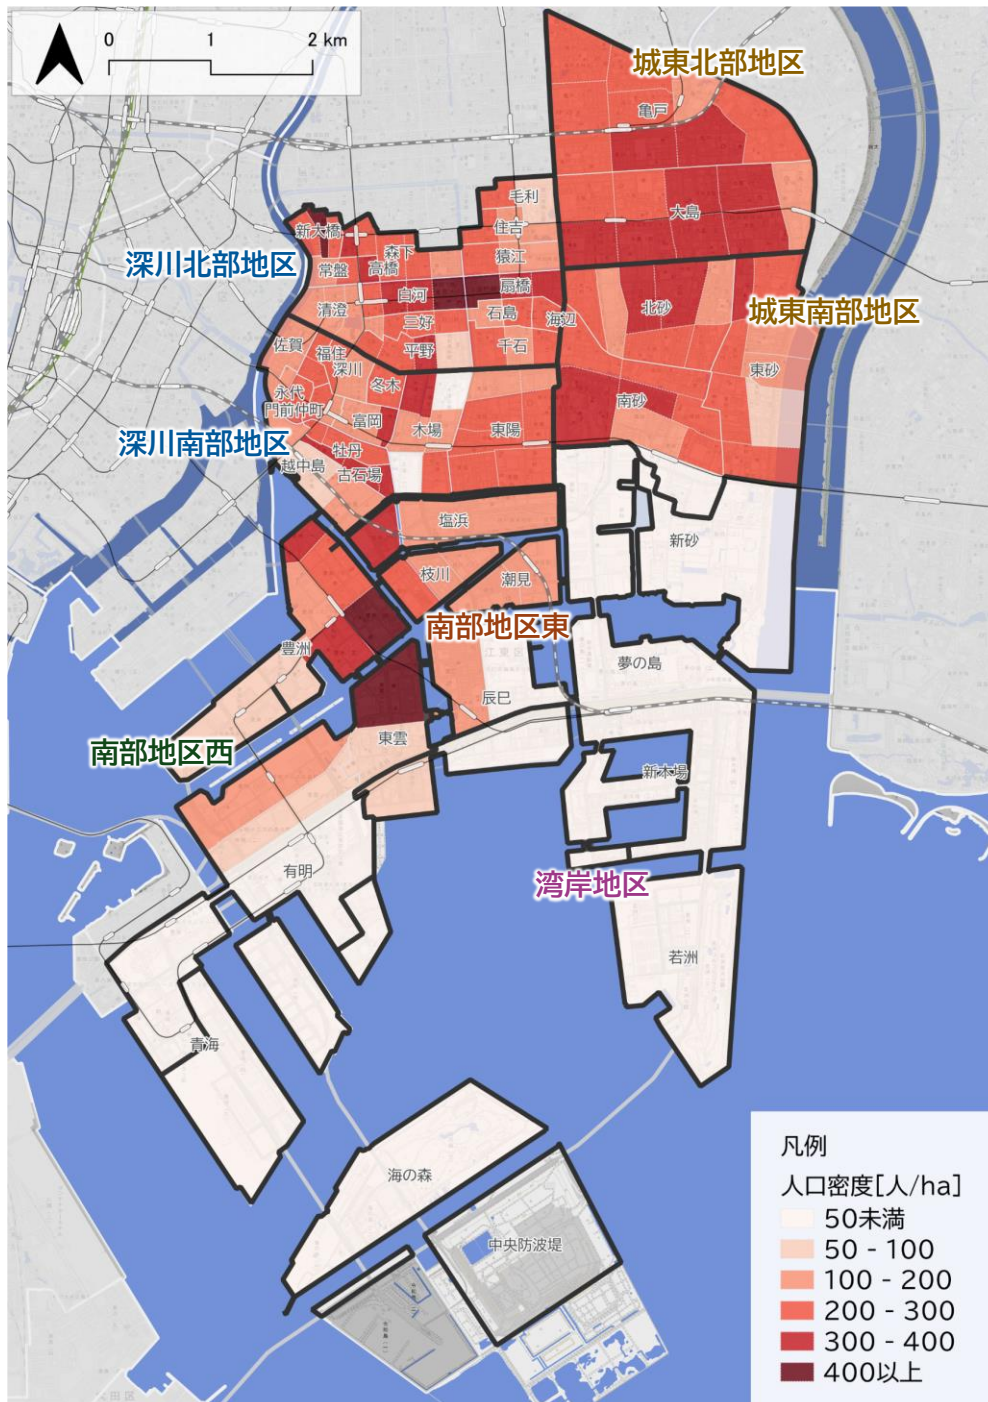 0 1 2 km
城東北部地区
亀戸
毛利
大島
住吉
新大橋
森下
猿江
深川北部地区
常盤
高橋
扇橋
白河
城東南部地区
北砂
清澄
石島
海辺
三好
佐賀
福住
平野
千石
深川
東砂
冬木
永代
南砂
門前仲町
富岡
木場
東陽
深川南部地区
牡丹
越中島
古石場
塩浜
新砂
枝川
潮見
南部地区東
豊洲
江東区
夢の島
辰巳
東雲
南部地区西
新木場
有明
湾岸地区
若洲
青海
海の森
中央防波堤
凡例
人口密度[人/ha]
50未満
50 - 100
100 - 200
200 - 300
300 - 400
400以上